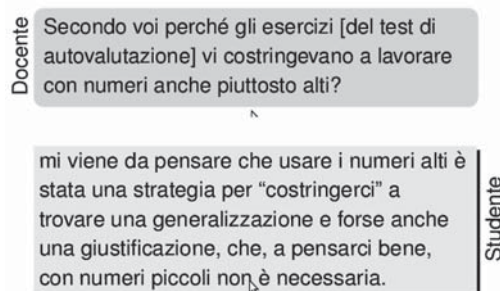 Docente
Secondo voi perché gli esercizi [del test di
autovalutazione] vi costringevano a lavorare
con numeri anche piuttosto alti?
mi viene da pensare che usare i numeri alti è
stata una strategia per “costringerci” a
trovare una generalizzazione e forse anche
una giustificazione, che, a pensarci bene,
con numeri piccoli non è necessaria.
Studente